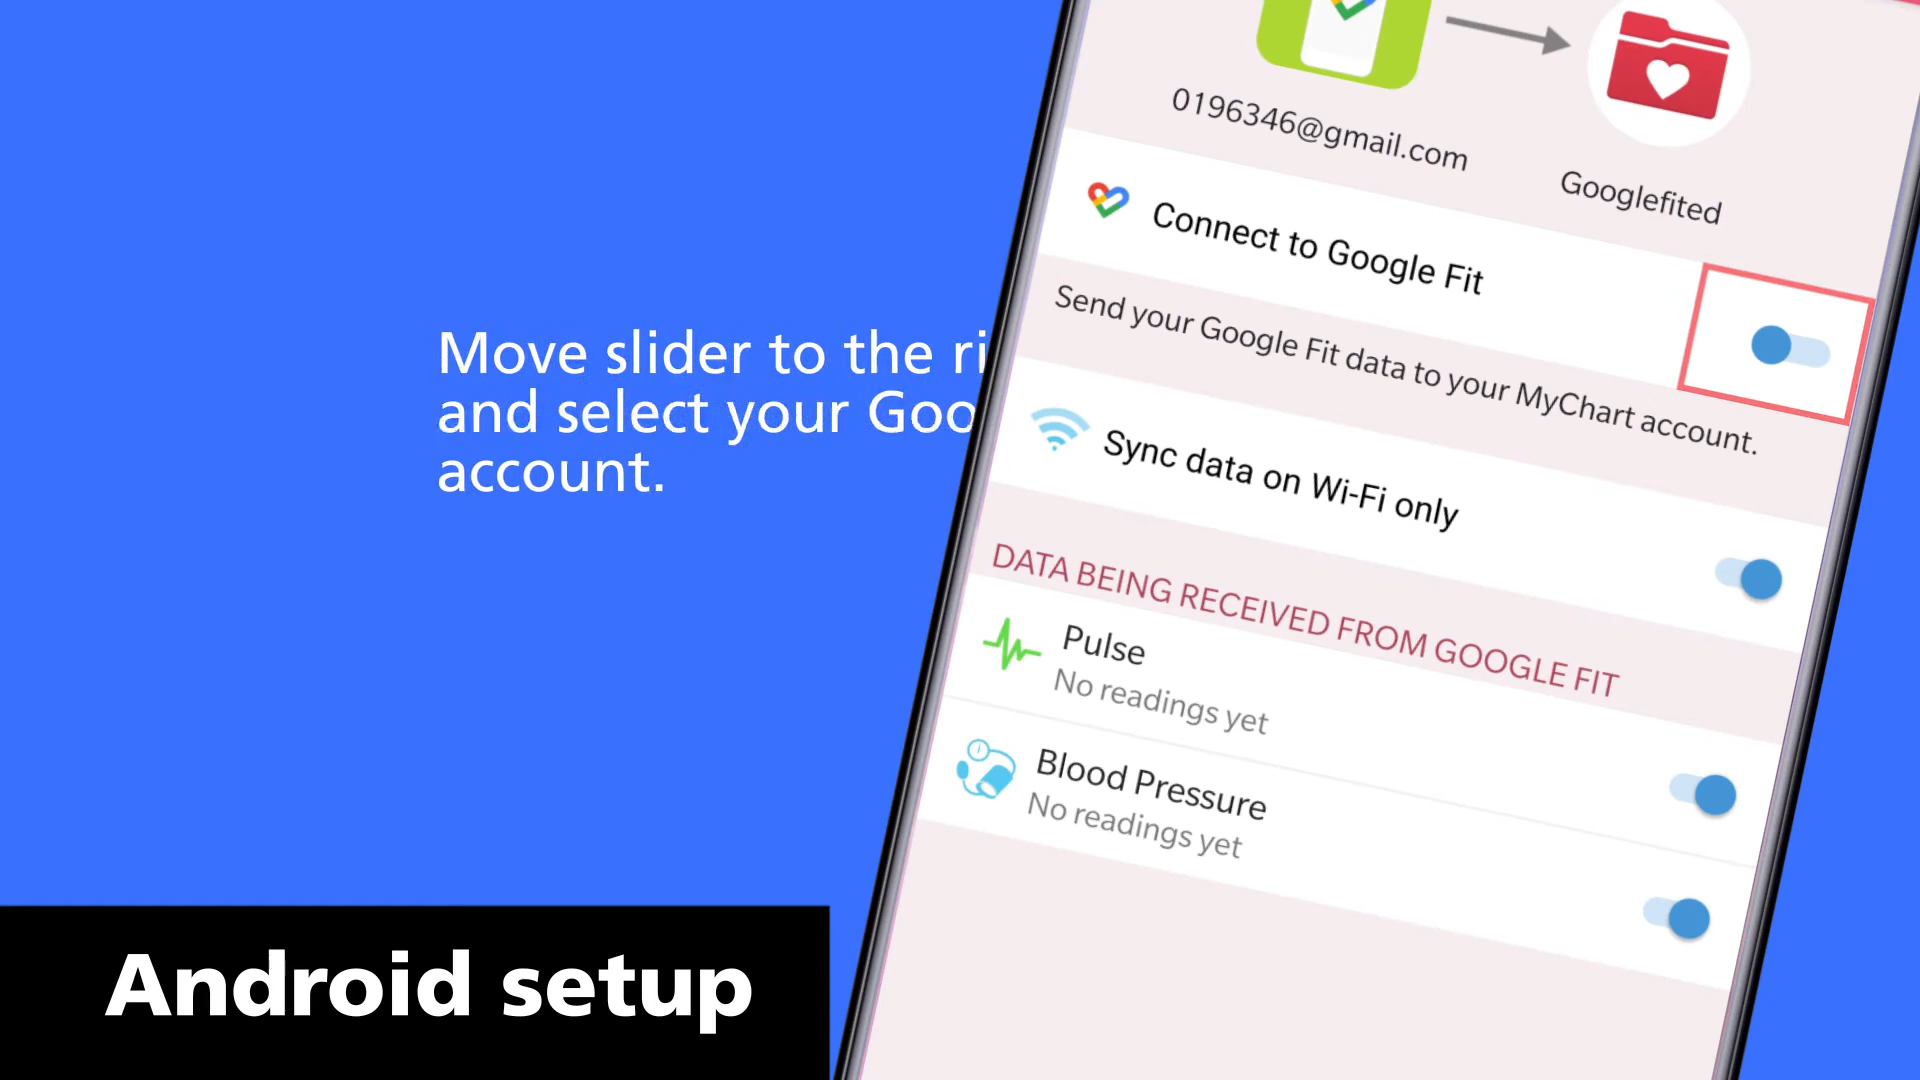 Move slider to the ri
and select your Goo
account.
Android setup
0196346@gmail.com
Googlefited
Connect to Google Fit
Send your Google Fit data to your MyChart account.
Sync data on Wi-Fi only
DATA BEING RECEIVED FROM GOOGLE FIT
Pulse
No readings yet
Blood Pressure
No readings yet